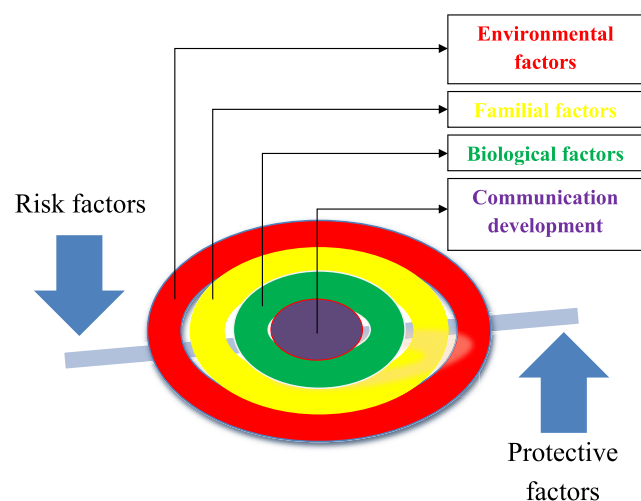 Environmental
factors
Familial factors
Biological factors
Communication
development
Risk factors
Protective
factors